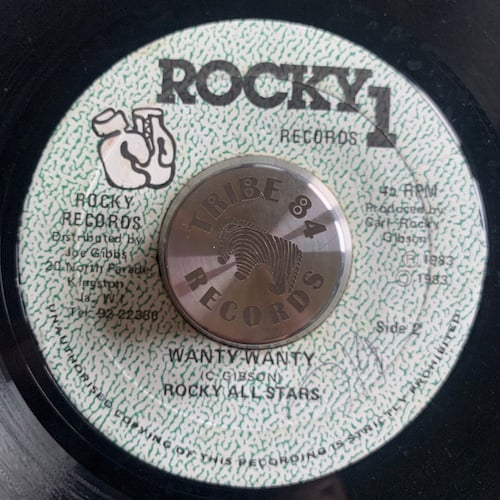 ROCKY 1
RECORDS
ROCKY
RECORDS
Distributed by
Joe Gibbs
20 North Parade
Kingston
Ja. W.I.
Tel: 92-22386
45 RPM
Produced by
Carl 'Rocky'
Gibson
Ⓟ 1983
© 1983
Side 2
TRIBE 84
RECORDS
WANTY WANTY
(C. GIBSON)
ROCKY ALL STARS
UNAUTHORISED COPYING OF THIS RECORDING IS STRICTLY PROHIBITED